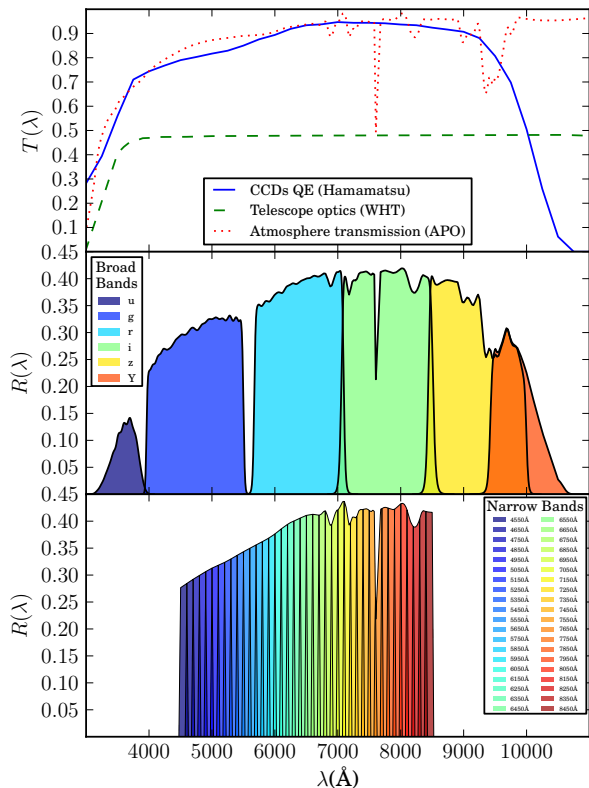 0.9
0.8
0.7
0.6
0.5
0.4
0.3
0.2
0.1
T(λ)
CCDs QE (Hamamatsu)
Telescope optics (WHT)
Atmosphere transmission (APO)
0.45
0.40
0.35
0.30
0.25
0.20
0.15
0.10
0.05
R(λ)
Broad
Bands
u
g
r
i
z
Y
0.45
0.40
0.35
0.30
0.25
0.20
0.15
0.10
0.05
R(λ)
Narrow Bands
4550Å 6550Å
4650Å 6650Å
4750Å 6750Å
4850Å 6850Å
4950Å 6950Å
5050Å 7050Å
5150Å 7150Å
5250Å 7250Å
5350Å 7350Å
5450Å 7450Å
5550Å 7550Å
5650Å 7650Å
5750Å 7750Å
5850Å 7850Å
5950Å 7950Å
6050Å 8050Å
6150Å 8150Å
6250Å 8250Å
6350Å 8350Å
6450Å 8450Å
4000 5000 6000 7000 8000 9000 10000
λ(Å)